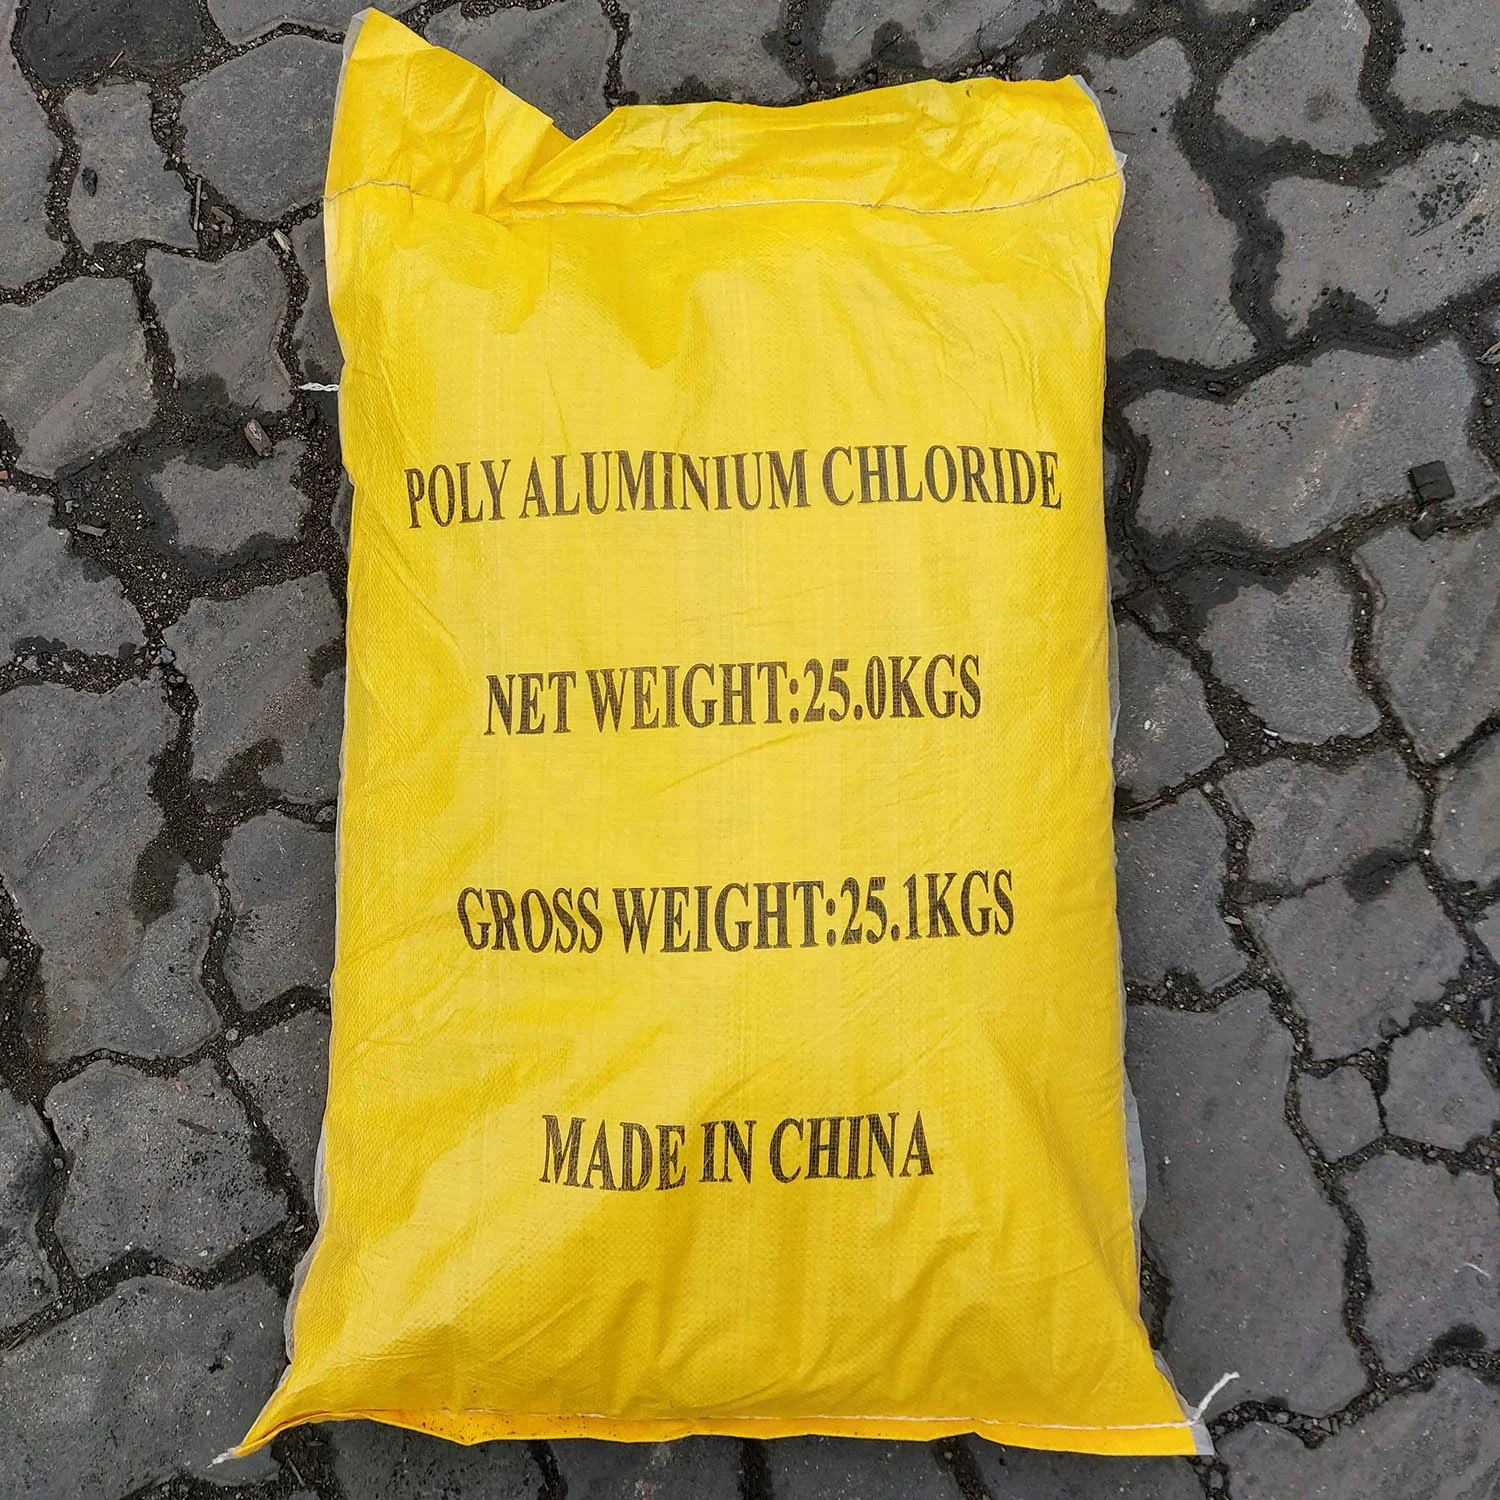 POLY ALUMINIUM CHLORIDE
NET WEIGHT:25.0KGS
GROSS WEIGHT:25.1KGS
MADE IN CHINA